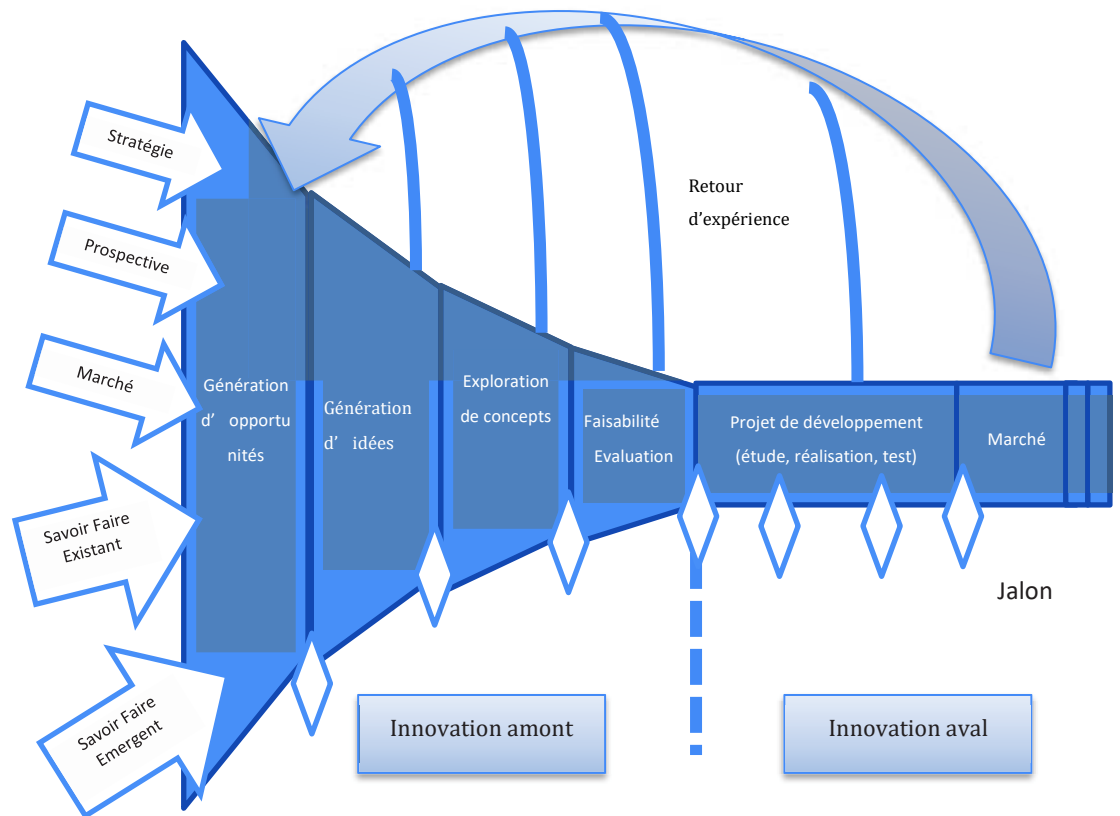 Stratégie
Prospective
Marché
Savoir Faire
Existant
Savoir Faire
Emergent
Retour
d’expérience
Génération
d’ opportu
nités
Génération
d’ idées
Exploration
de concepts
Faisabilité
Evaluation
Projet de développement
(étude, réalisation, test)
Marché
Jalon
Innovation amont
Innovation aval